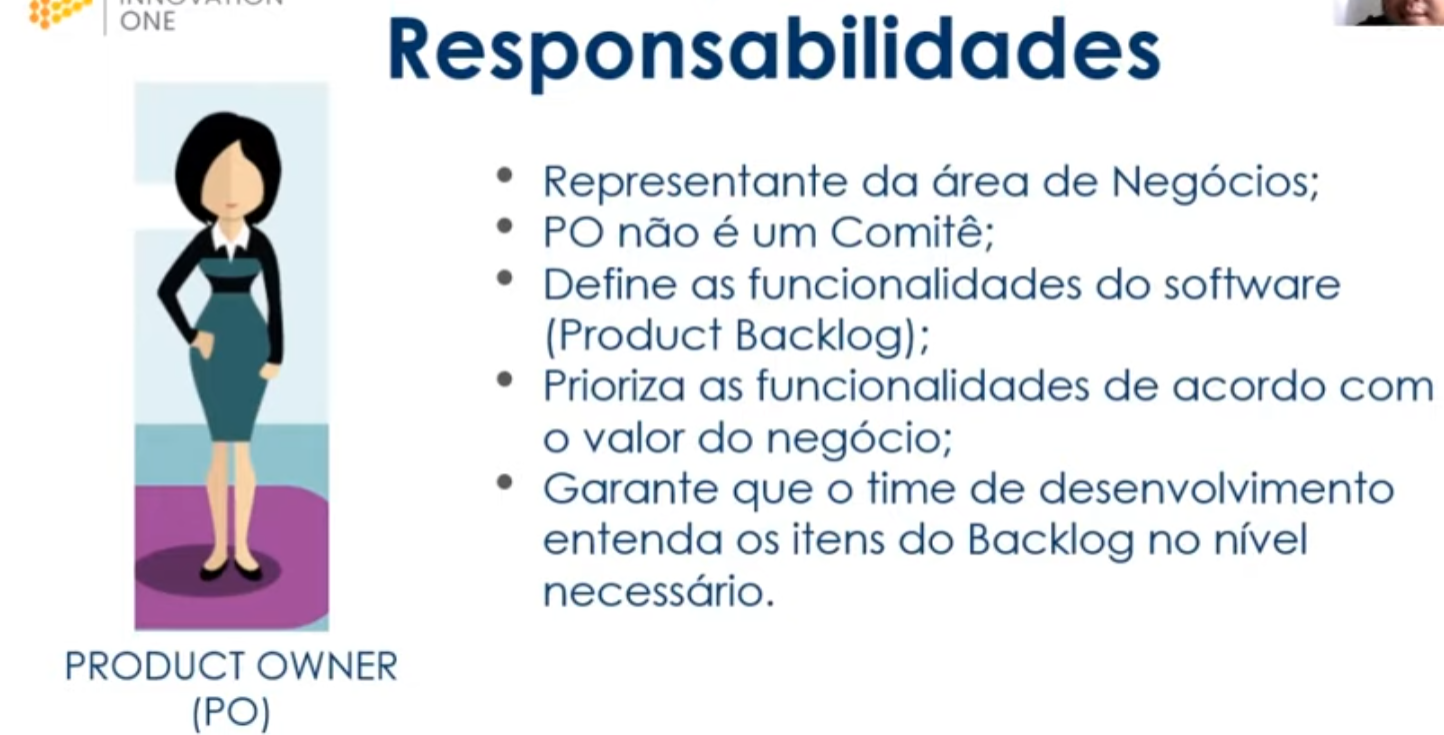 ONE
Responsabilidades
• Representante da área de Negócios;
• PO não é um Comitê;
• Define as funcionalidades do software
(Product Backlog);
• Prioriza as funcionalidades de acordo com
o valor do negócio;
• Garante que o time de desenvolvimento
entenda os itens do Backlog no nível
necessário.
PRODUCT OWNER
(PO)